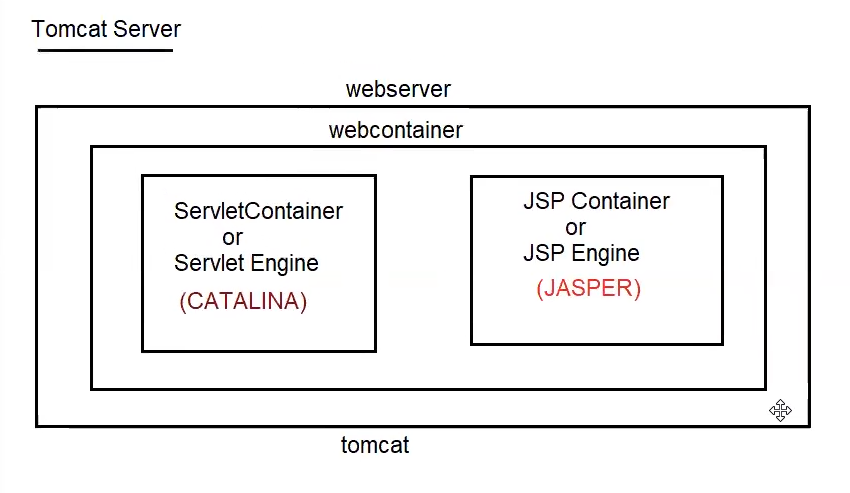 Tomcat Server
webserver
webcontainer
ServletContainer
or
Servlet Engine
(CATALINA)
JSP Container
or
JSP Engine
(JASPER)
tomcat